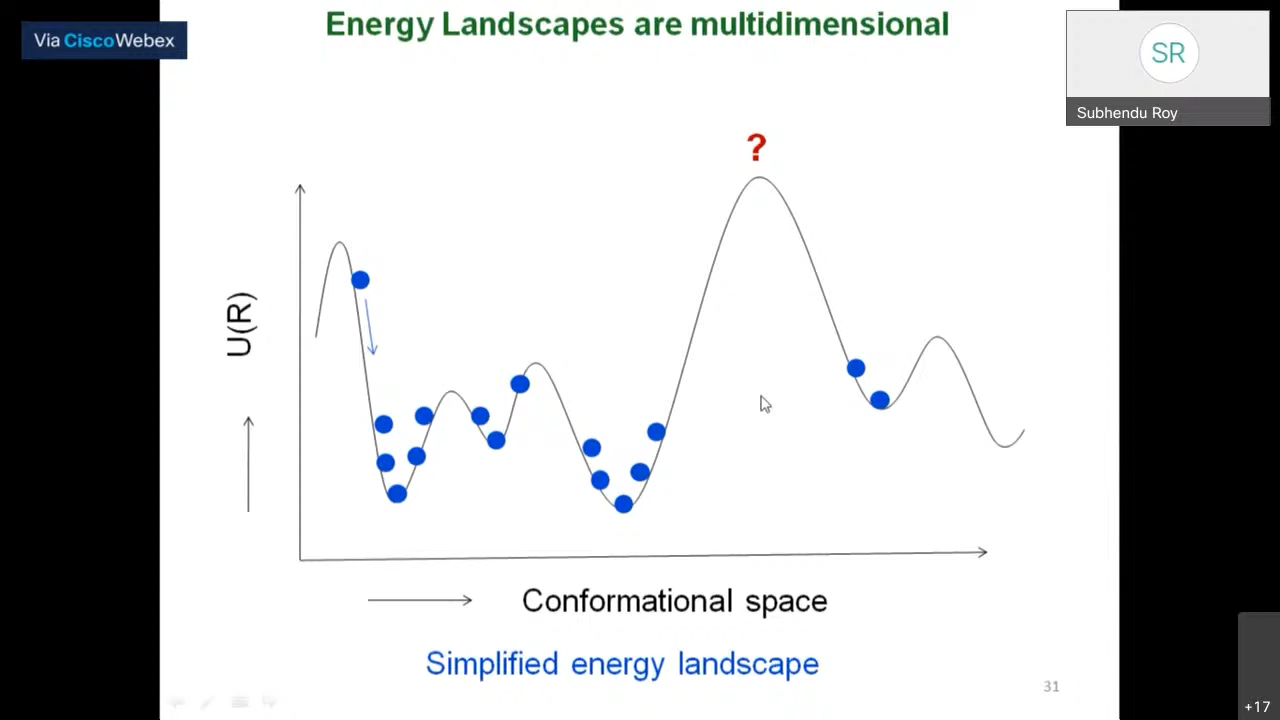 Energy Landscapes are multidimensional
Via CiscoWebex
SR
Subhendu Roy
?
U(R)
Conformational space
Simplified energy landscape
31
+17